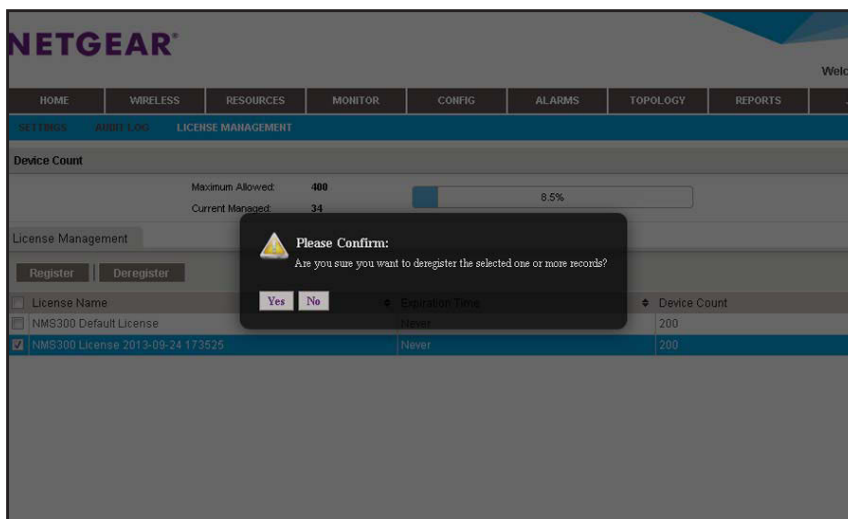 NETGEAR®
Welc
HOME WIRELESS RESOURCES MONITOR CONFIG ALARMS TOPOLOGY REPORTS
SETTINGS AUDIT LOG LICENSE MANAGEMENT
Device Count
Maximum Allowed: 400
8.5%
Current Managed: 34
License Management
Please Confirm:
Are you sure you want to deregister the selected one or more records?
Register Deregister
Yes No
License Name Expiration Time Device Count
NMS300 Default License Never 200
NMS300 License 2013-09-24 173525 Never 200